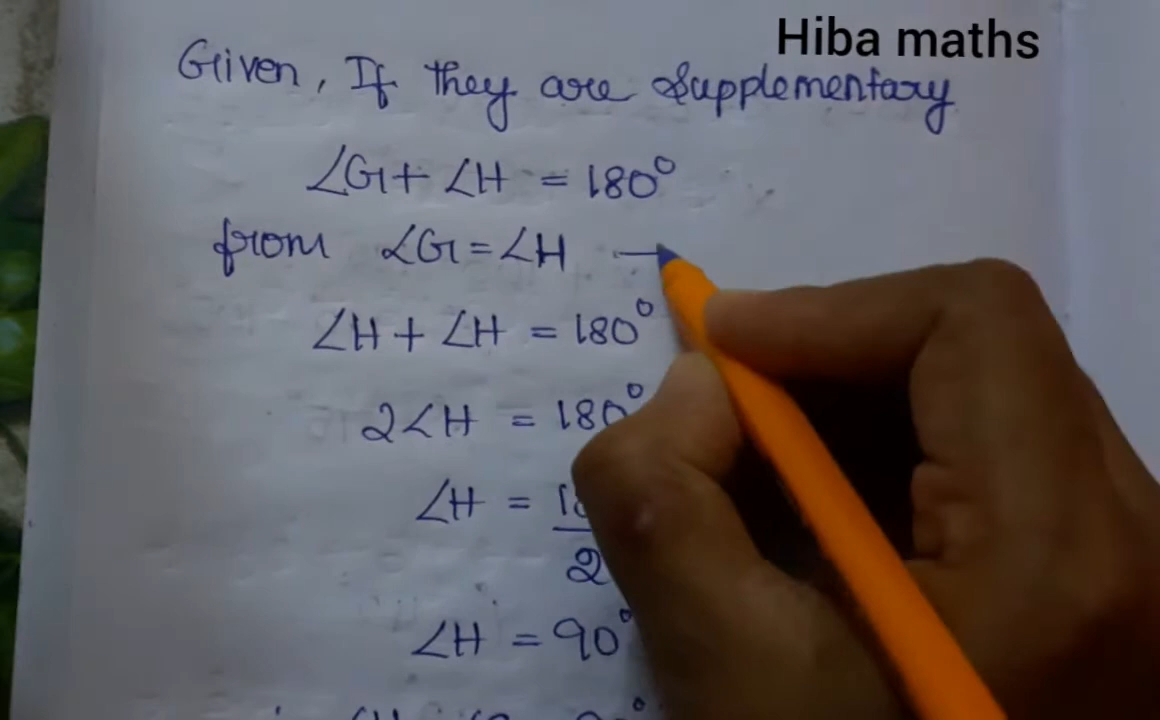 Hiba maths
Given, If they are Supplementary
∠G + ∠H = 180°
from ∠G = ∠H —
∠H + ∠H = 180°
2∠H = 180°
∠H =
2
∠H = 90°